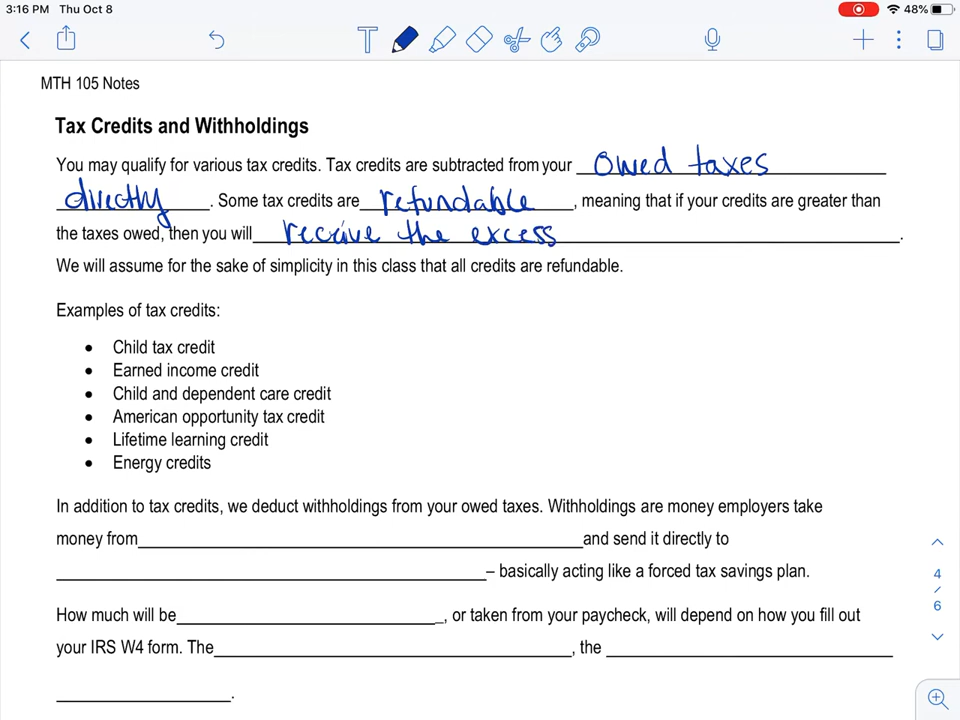 3:16 PM Thu Oct 8 48%
T
MTH 105 Notes
Tax Credits and Withholdings
You may qualify for various tax credits. Tax credits are subtracted from your owed taxes
directly. Some tax credits are refundable, meaning that if your credits are greater than
the taxes owed, then you will receive the excess.
We will assume for the sake of simplicity in this class that all credits are refundable.
Examples of tax credits:
• Child tax credit
• Earned income credit
• Child and dependent care credit
• American opportunity tax credit
• Lifetime learning credit
• Energy credits
In addition to tax credits, we deduct withholdings from your owed taxes. Withholdings are money employers take
money from____and send it directly to
____– basically acting like a forced tax savings plan.
How much will be____, or taken from your paycheck, will depend on how you fill out
your IRS W4 form. The____, the ____
____.
4
/
6